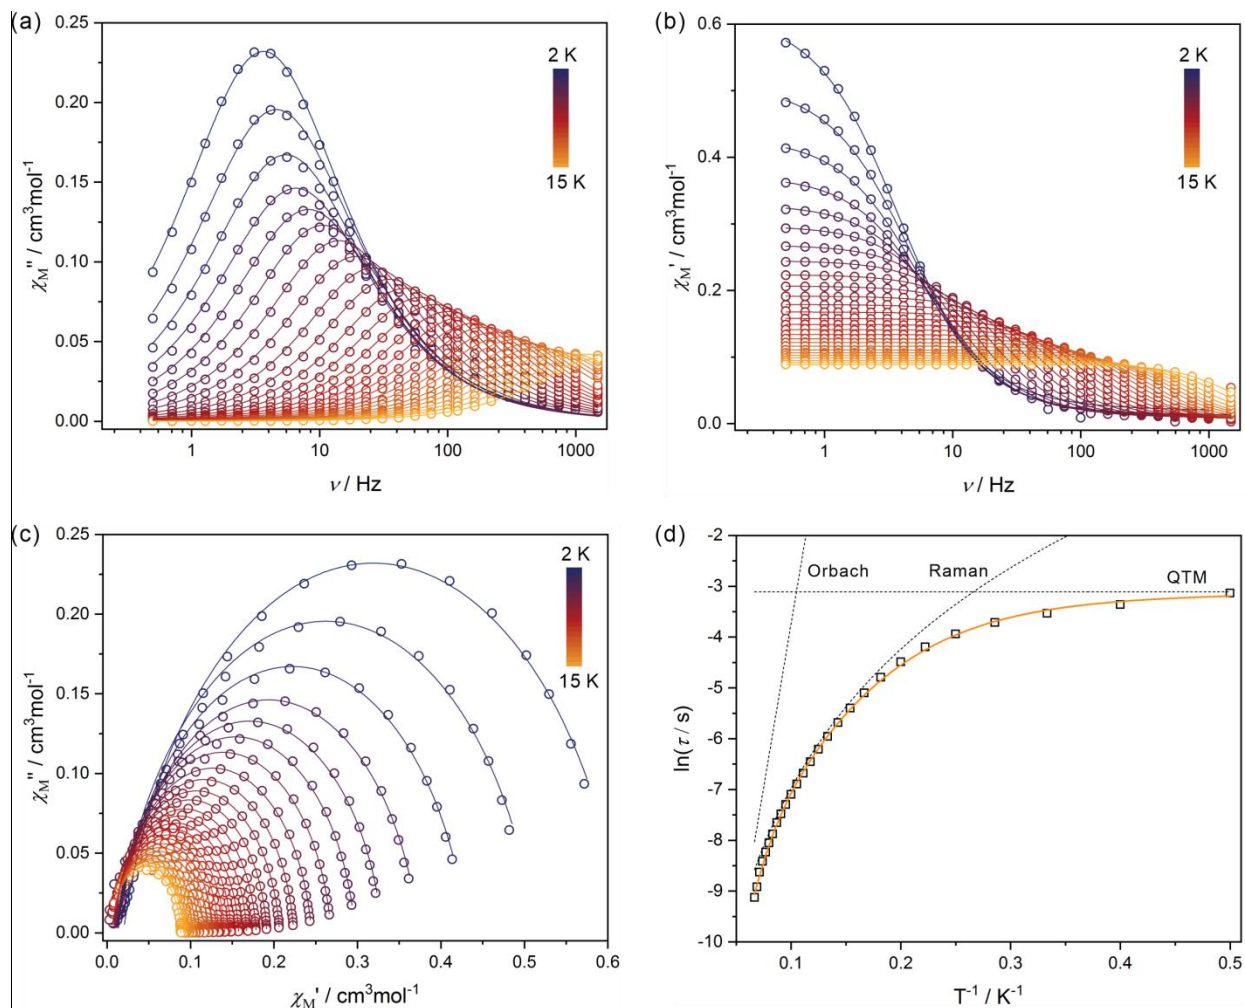 (a)
0.25
0.20
0.15
0.10
0.05
0.00
χM'' / cm³mol⁻¹
2 K
15 K
1
10
100
1000
ν / Hz
(b)
0.6
0.4
0.2
0.0
χM' / cm³mol⁻¹
2 K
15 K
1
10
100
1000
ν / Hz
(c)
0.25
0.20
0.15
0.10
0.05
0.00
χM'' / cm³mol⁻¹
2 K
15 K
0.0
0.1
0.2
0.3
0.4
0.5
0.6
χM' / cm³mol⁻¹
(d)
-2
-3
-4
-5
-6
-7
-8
-9
-10
ln(τ / s)
Orbach
Raman
QTM
0.1
0.2
0.3
0.4
0.5
T⁻¹ / K⁻¹